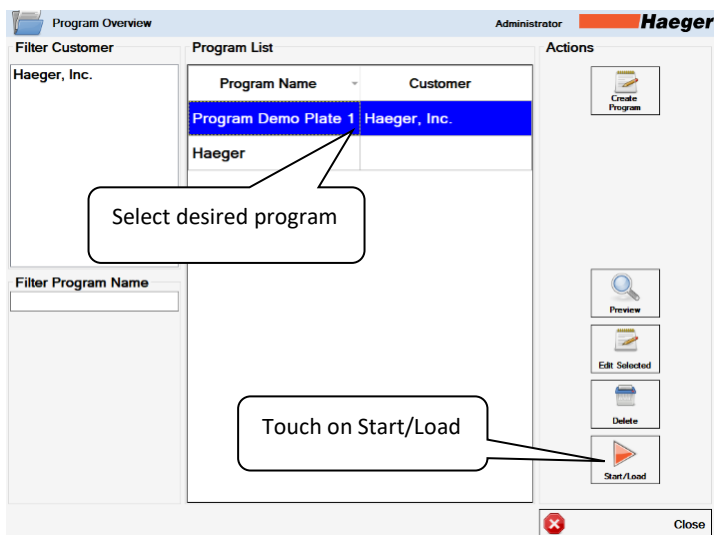 Program Overview
Administrator
Haeger
Filter Customer
Program List
Actions
Haeger, Inc.
Program Name
Customer
Create
Program
Program Demo Plate 1
Haeger, Inc.
Haeger
Select desired program
Filter Program Name
Preview
Edit Selected
Delete
Touch on Start/Load
Start/Load
Close